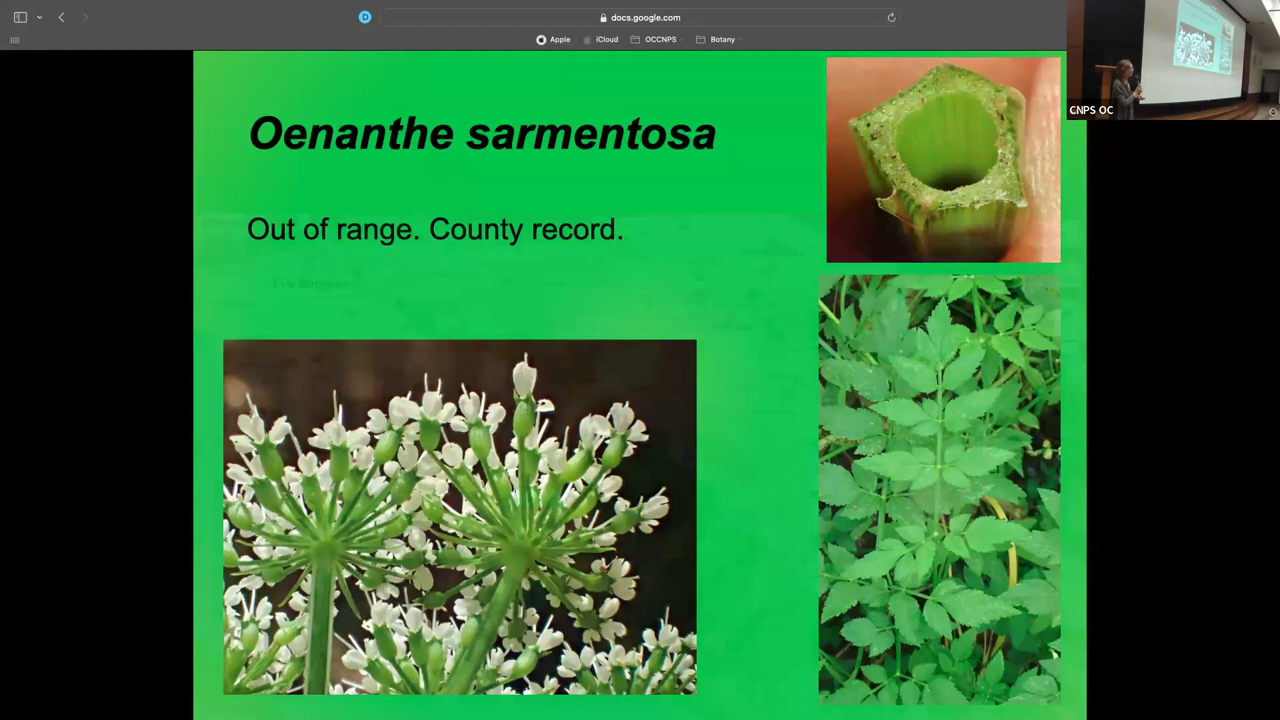 docs.google.com
Apple
iCloud
OCCNPS
Botany
CNPS OC
Oenanthe sarmentosa
Out of range. County record.